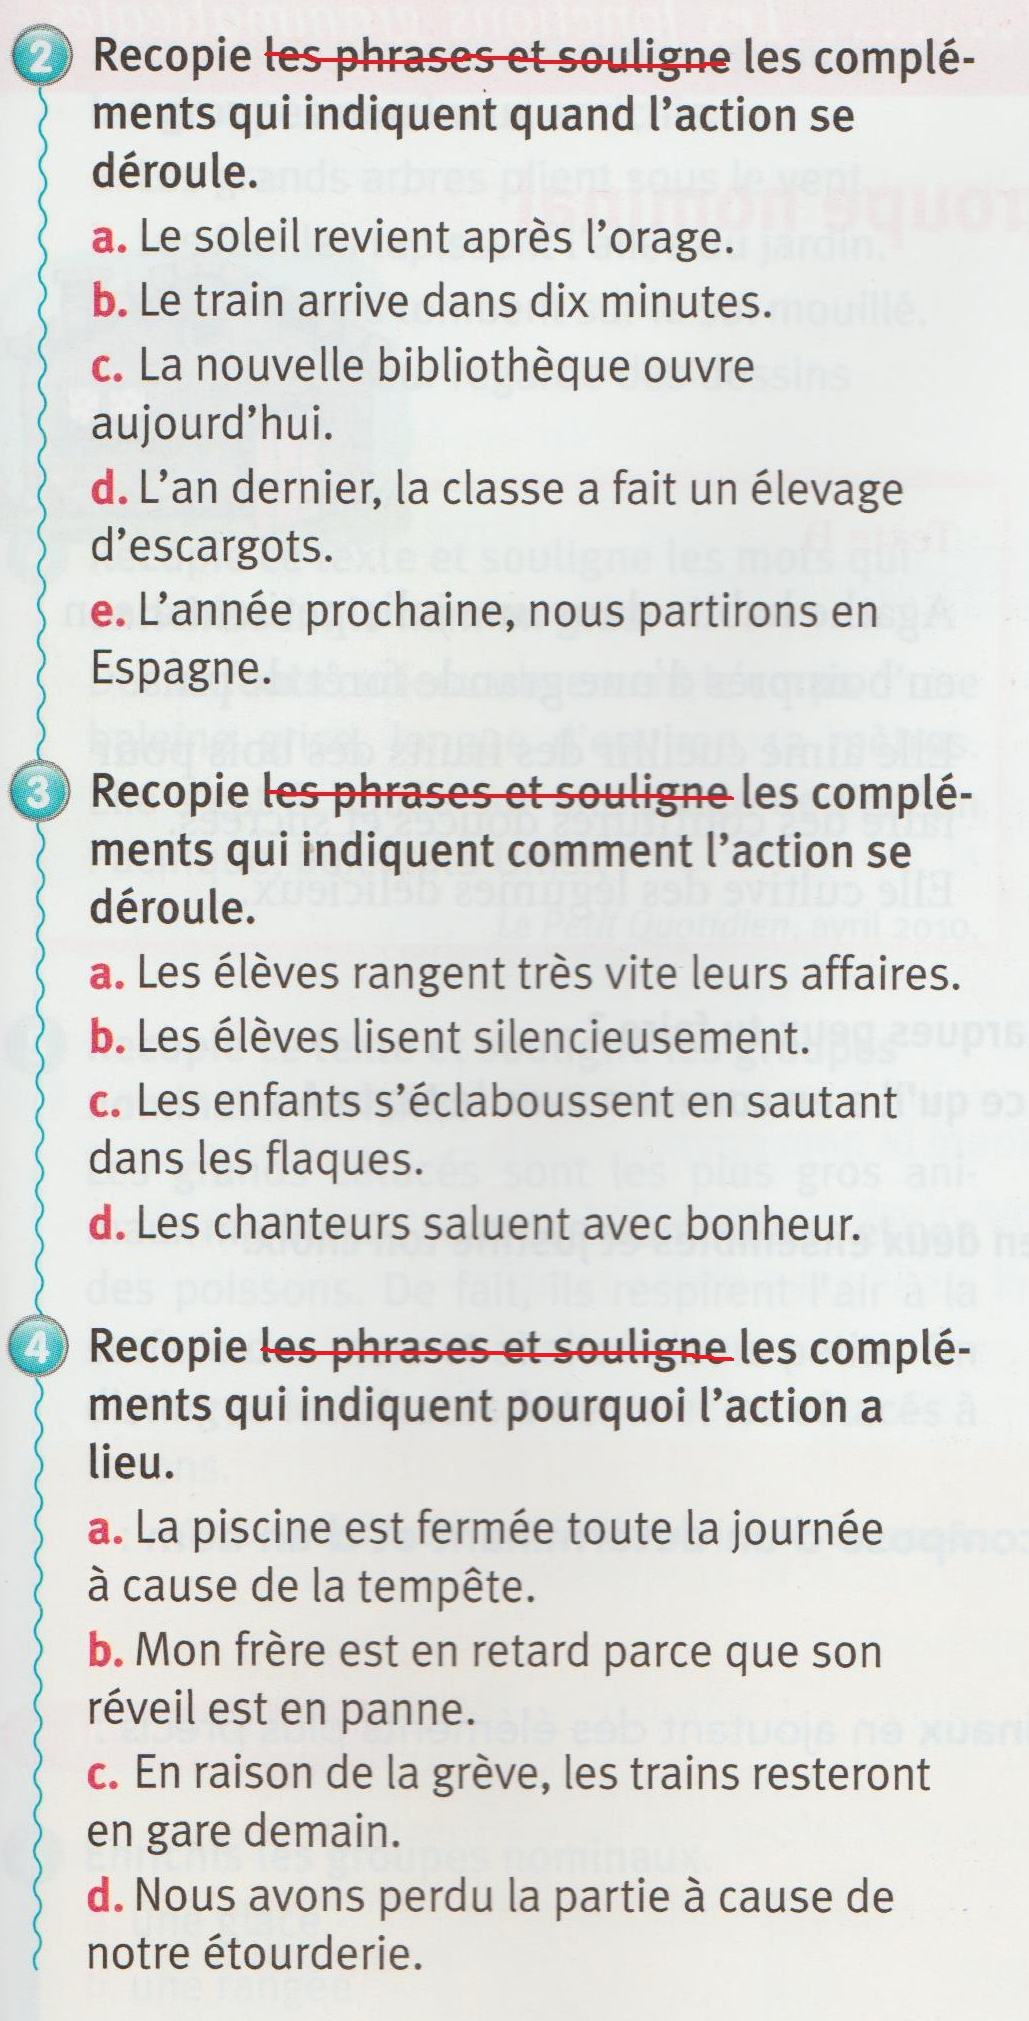 2 Recopie les phrases et souligne les complé-
ments qui indiquent quand l'action se
déroule.
a. Le soleil revient après l'orage.
b. Le train arrive dans dix minutes.
c. La nouvelle bibliothèque ouvre
aujourd'hui.
d. L'an dernier, la classe a fait un élevage
d'escargots.
e. L'année prochaine, nous partirons en
Espagne.
3 Recopie les phrases et souligne les complé-
ments qui indiquent comment l'action se
déroule.
a. Les élèves rangent très vite leurs affaires.
b. Les élèves lisent silencieusement.
c. Les enfants s'éclaboussent en sautant
dans les flaques.
d. Les chanteurs saluent avec bonheur.
4 Recopie les phrases et souligne les complé-
ments qui indiquent pourquoi l'action a
lieu.
a. La piscine est fermée toute la journée
à cause de la tempête.
b. Mon frère est en retard parce que son
réveil est en panne.
c. En raison de la grève, les trains resteront
en gare demain.
d. Nous avons perdu la partie à cause de
notre étourderie.